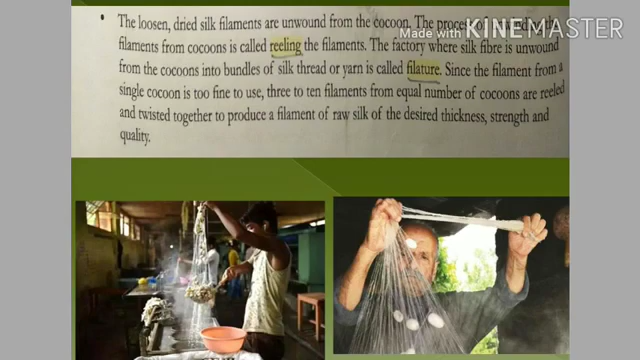 Made with KINEMASTER
• The loosen, dried silk filaments are unwound from the cocoon. The process of
filaments from cocoons is called reeling the filaments. The factory where silk fibre is unwound
from the cocoons into bundles of silk thread or yarn is called filature. Since the filament from a
single cocoon is too fine to use, three to ten filaments from equal number of cocoons are reeled
and twisted together to produce a filament of raw silk of the desired thickness, strength and
quality.